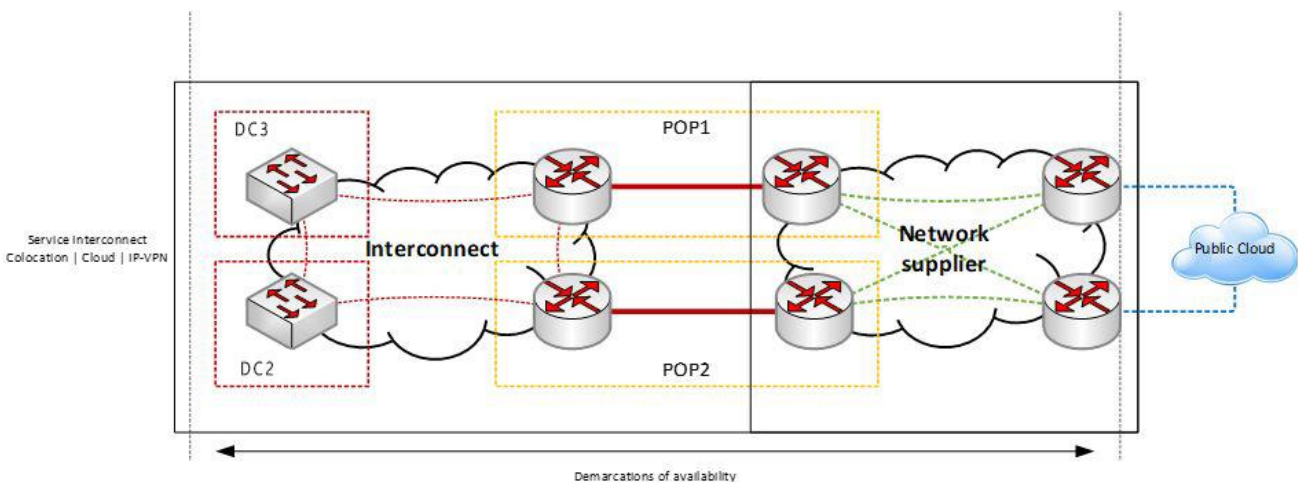 DC3
POP1
Service Interconnect
Colocation | Cloud | IP-VPN
Interconnect
Network
supplier
Public Cloud
DC2
POP2
Demarcations of availability